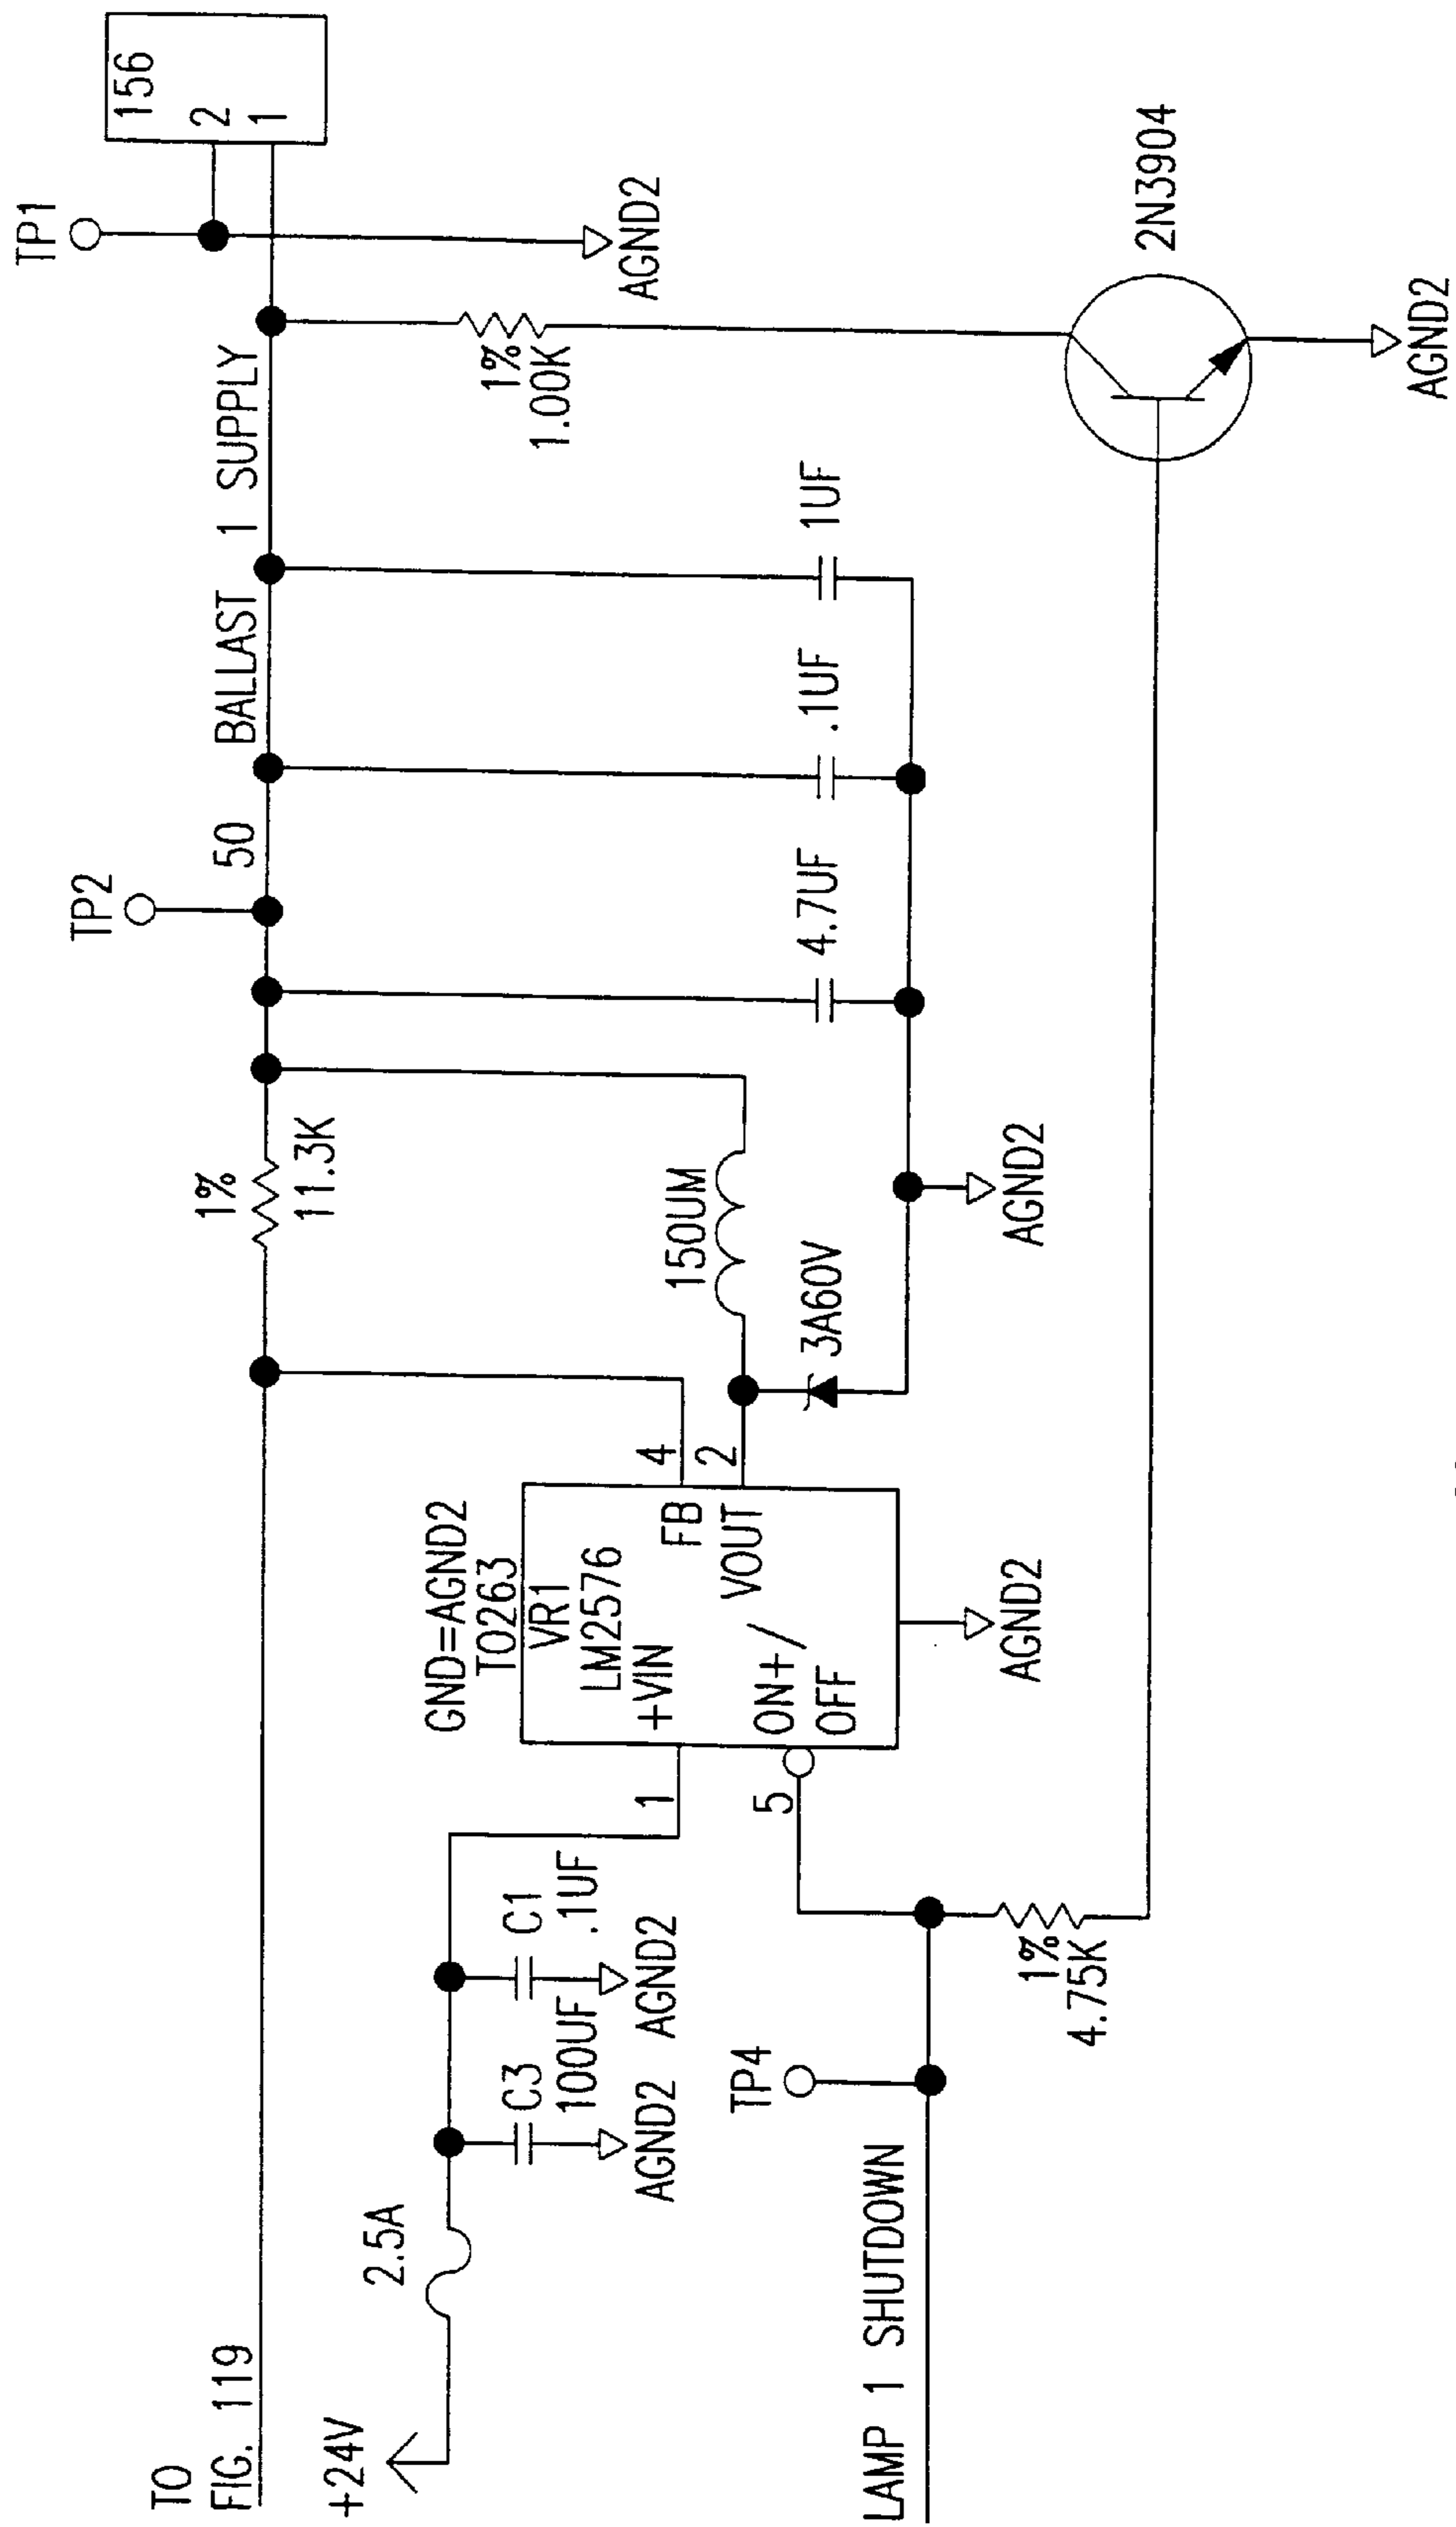 TO
FIG. 119
+24V
2.5A
C3
100UF
AGND2
C1
.1UF
AGND2
LAMP 1 SHUTDOWN
TP4
1%
4.75K
1
5
GND=AGND2
TO263
VR1
LM2576
+VIN
FB
VOUT
ON+/
OFF
4
2
AGND2
1%
11.3K
150UM
3A60V
AGND2
TP2
50
BALLAST 1 SUPPLY
4.7UF
.1UF
1UF
1%
1.00K
TP1
156
2
1
AGND2
2N3904
AGND2